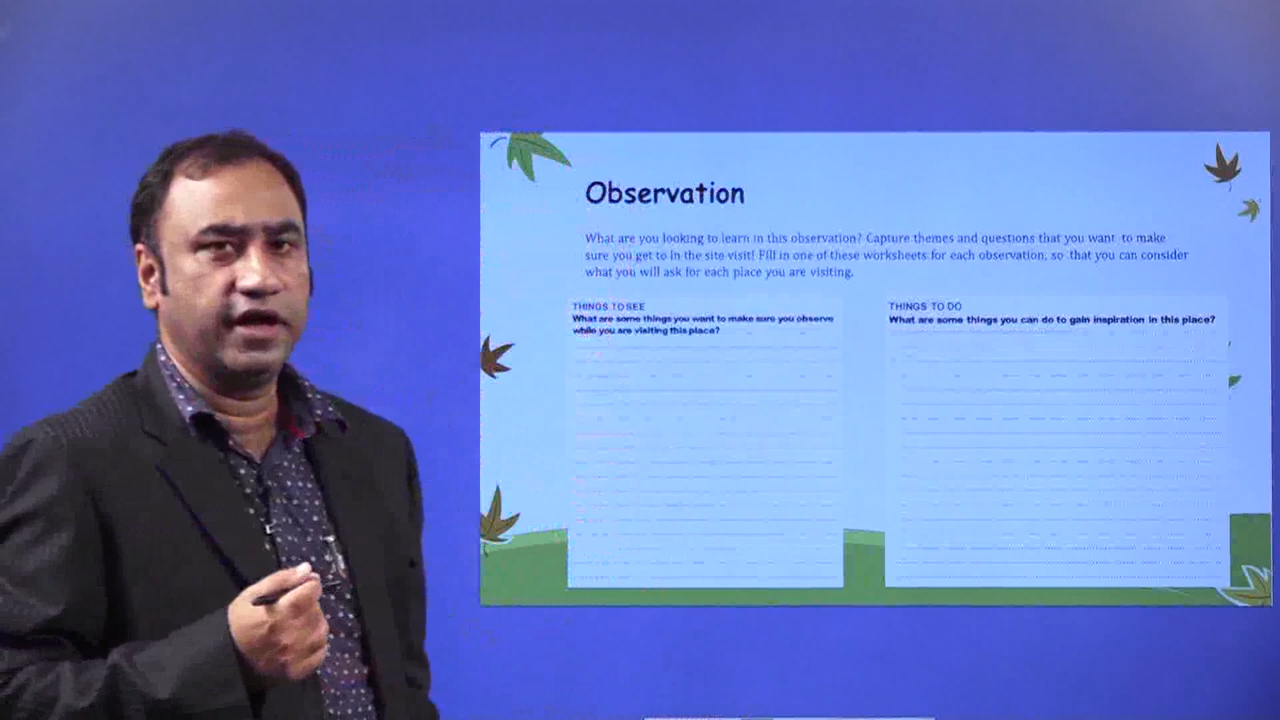 Observation
What are you looking to learn in this observation? Capture themes and questions that you want to make
sure you get to in the site visit! Fill in one of these worksheets for each observation, so that you can consider
what you will ask for each place you are visiting.
THINGS TO SEE
What are some things you want to make sure you observe
while you are visiting this place?
THINGS TO DO
What are some things you can do to gain inspiration in this place?